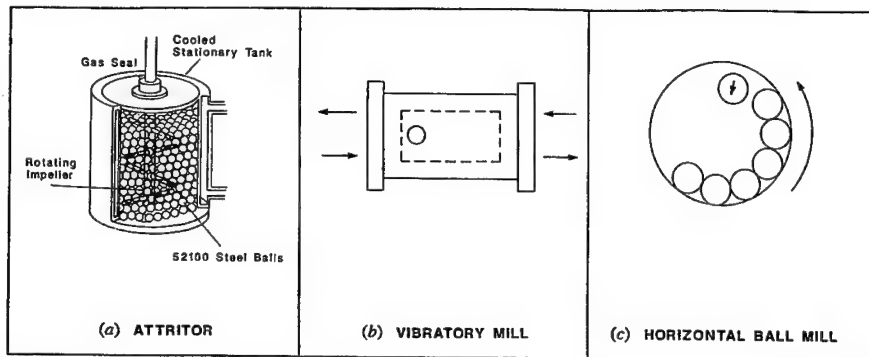 Cooled
Stationary Tank
Gas Seal
Rotating
Impeller
52100 Steel Balls
(a) ATTRITOR
(b) VIBRATORY MILL
(c) HORIZONTAL BALL MILL